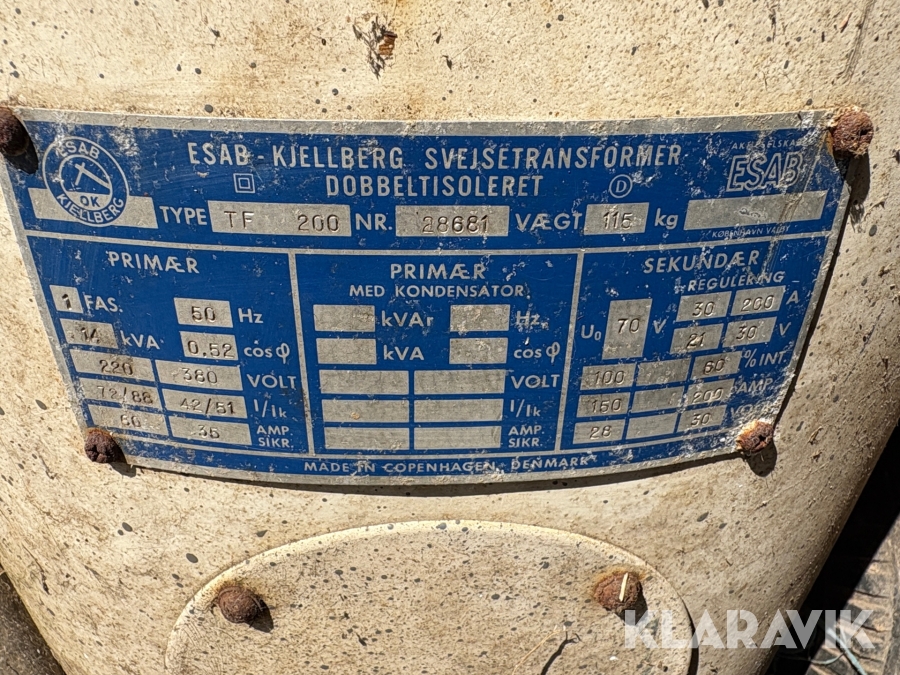 ESAB
OK
KJELLBERG
ESAB - KJELLBERG SVEJSETRANSFORMER
DOBBELTISOLERET
D
ESAB
KØBENHAVN VALBY
TYPE TF 200 NR. 28681 VÆGT 115 kg
PRIMÆR
1 FAS. 50 Hz
14 kVA 0.52 cos φ
220 380 VOLT
72/88 42/51 I/Ik
60 35 AMP. SIKR.
PRIMÆR
MED KONDENSATOR
kVAr Hz.
kVA cos φ
VOLT
I/Ik
AMP. SIKR.
SEKUNDÆR
REGULERING
U0 70 V 30 200 A
21 30 V
100 60 % INT.
150 200 AMP.
26 30
MADE IN COPENHAGEN, DENMARK
KLARAVIK